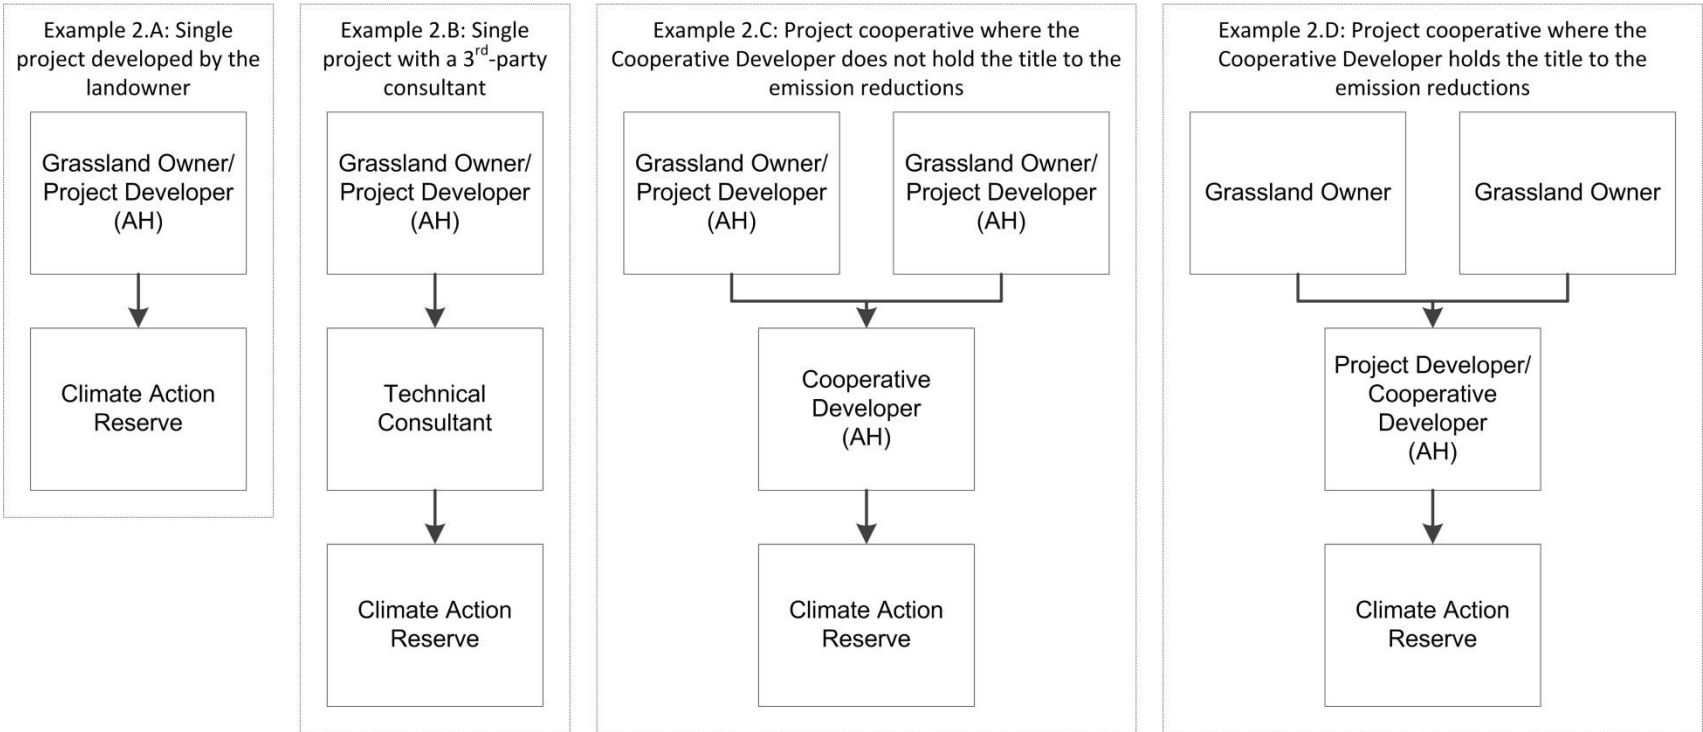 Example 2.A: Single
project developed by the
landowner
Grassland Owner/
Project Developer
(AH)
Climate Action
Reserve
Example 2.B: Single
project with a 3rd-party
consultant
Grassland Owner/
Project Developer
(AH)
Technical
Consultant
Climate Action
Reserve
Example 2.C: Project cooperative where the
Cooperative Developer does not hold the title to the
emission reductions
Grassland Owner/
Project Developer
(AH)
Grassland Owner/
Project Developer
(AH)
Cooperative
Developer
(AH)
Climate Action
Reserve
Example 2.D: Project cooperative where the
Cooperative Developer holds the title to the
emission reductions
Grassland Owner
Grassland Owner
Project Developer/
Cooperative
Developer
(AH)
Climate Action
Reserve